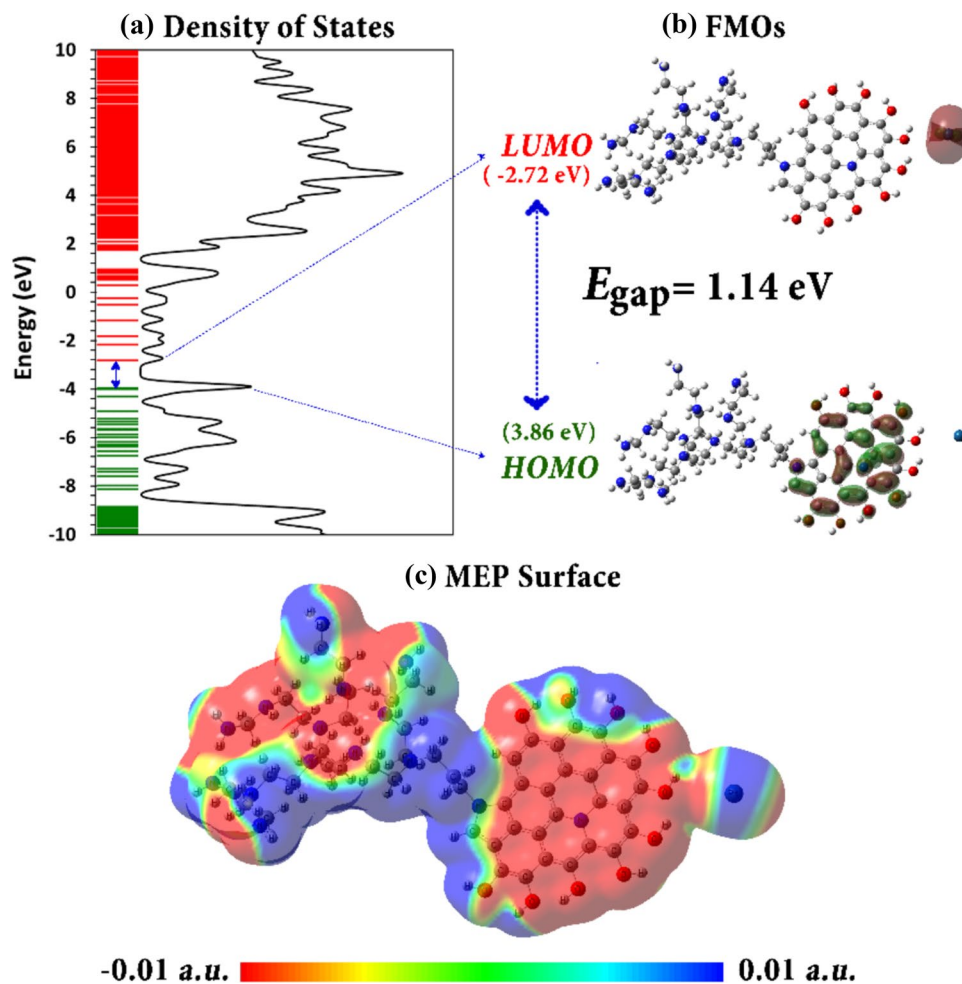 (a) Density of States
(b) FMOs
10
8
6
4
2
0
-2
-4
-6
-8
-10
Energy (eV)
LUMO
( -2.72 eV)
Egap= 1.14 eV
(3.86 eV)
HOMO
(c) MEP Surface
-0.01 a.u.
0.01 a.u.